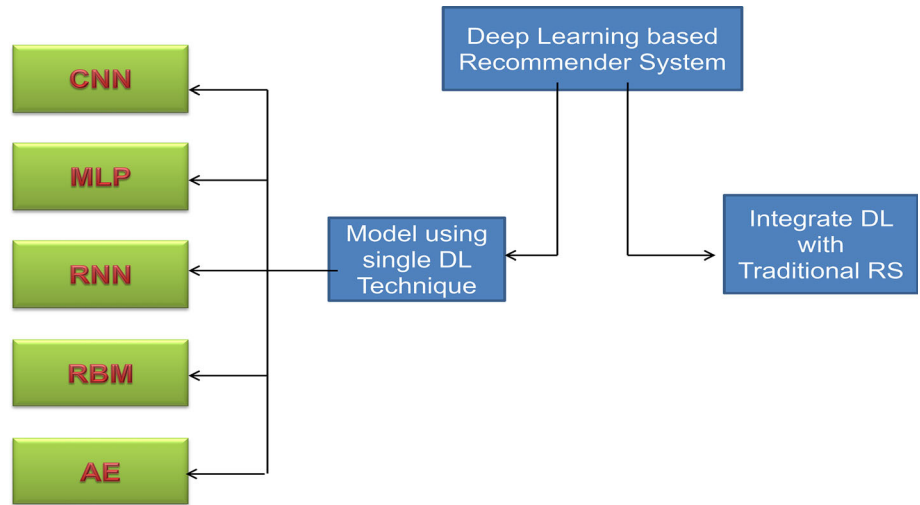 Deep Learning based
Recommender System
CNN
MLP
RNN
RBM
AE
Model using
single DL
Technique
Integrate DL
with
Traditional RS